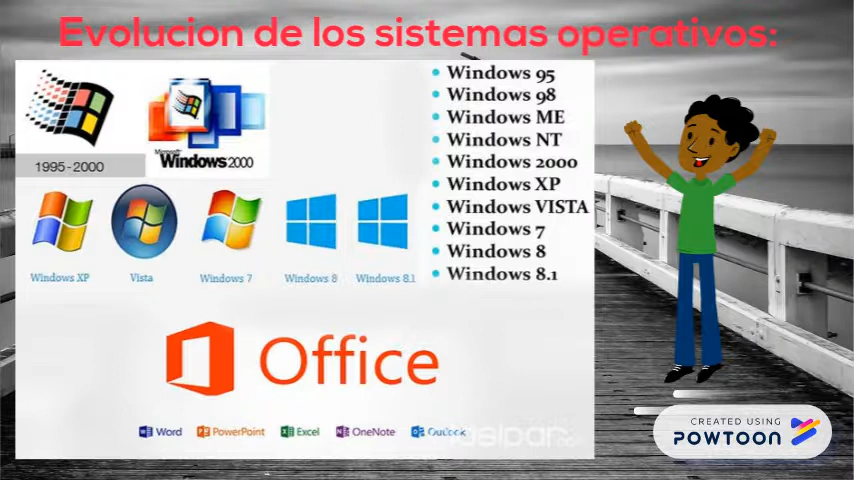 Evolucion de los sistemas operativos:
1995-2000
Microsoft
Windows 2000
Windows XP
Vista
Windows 7
Windows 8
Windows 8.1
Windows 95
Windows 98
Windows ME
Windows NT
Windows 2000
Windows XP
Windows VISTA
Windows 7
Windows 8
Windows 8.1
Office
Word
PowerPoint
Excel
OneNote
Outlook
CREATED USING
POWTOON